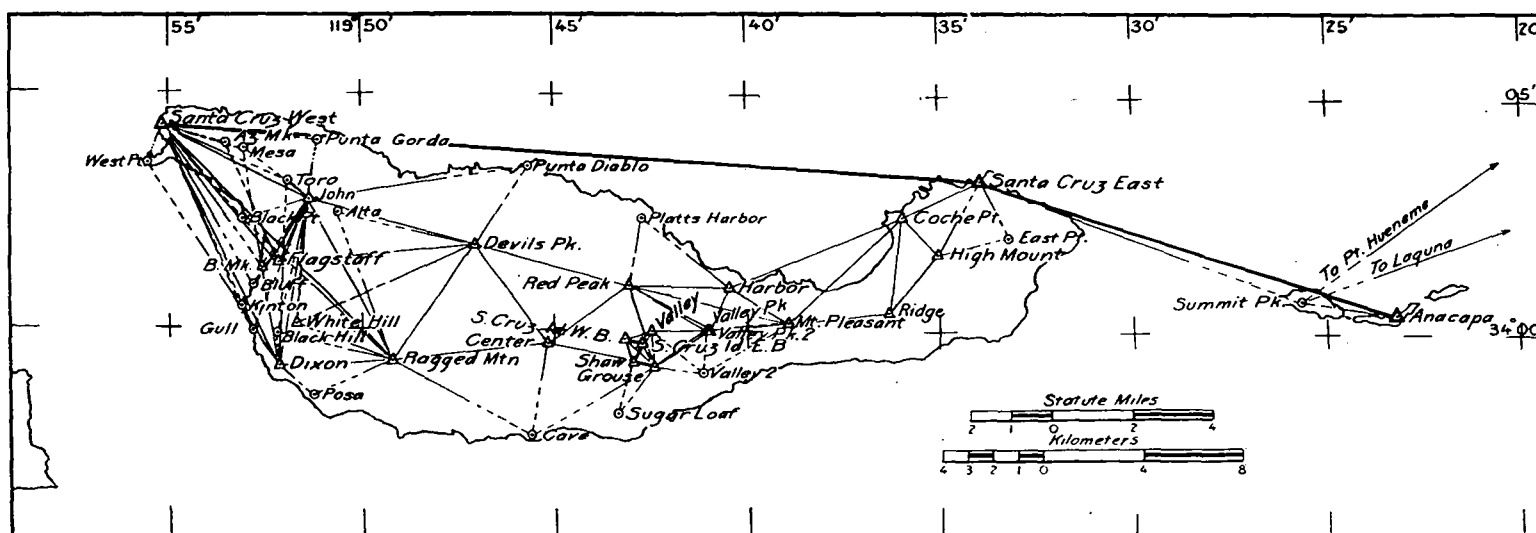 55' 119°50' 45' 40' 35' 30' 25' 20'
05'
Santa Cruz West
Az. Mk.
Punta Gorda
Mesa
West Pt.
Punta Diablo
Toro
John
Santa Cruz East
Black Pt.
Alta
Platts Harbor
Coche Pt.
East Pt.
To Pt. Hueneme
To Laguna
Devils Pk.
High Mount
B. Mk.
Flagstaff
Bluff
Red Peak
Harbor
Summit Pk.
Kinton
Valley
Valley Pk
Ridge
Anacapa
Gull
White Hill
S. Cruz Id. W. B.
Mt. Pleasant
34°00'
Black Hill
Center
Valley Pk. 2
S. Cruz Id. E. B
Dixon
Ragged Mtn
Shaw
Grouse
Valley 2
Posa
Sugar Loaf
Cave
Statute Miles
2 1 0 2 4
Kilometers
4 3 2 1 0 4 8